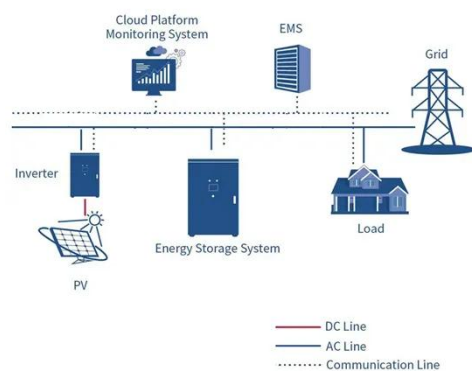 Cloud Platform
Monitoring System
EMS
Grid
Inverter
Energy Storage System
Load
PV
DC Line
AC Line
Communication Line